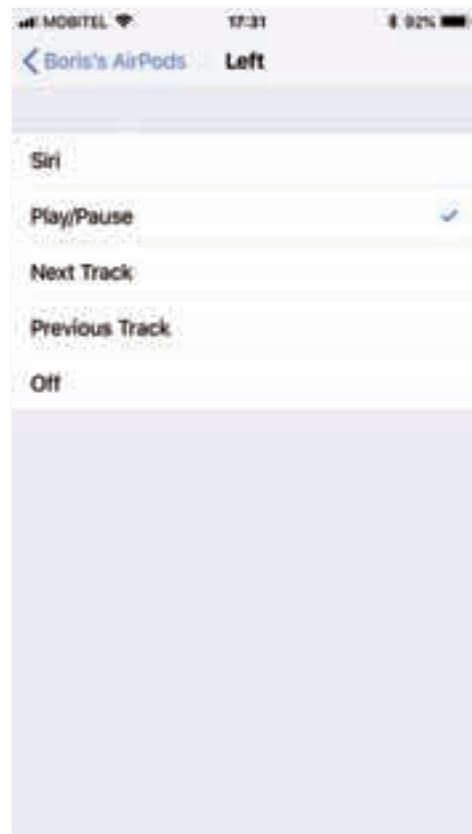 MOBITEL 17:31 92%
Boris's AirPods Left
Siri
Play/Pause
Next Track
Previous Track
Off